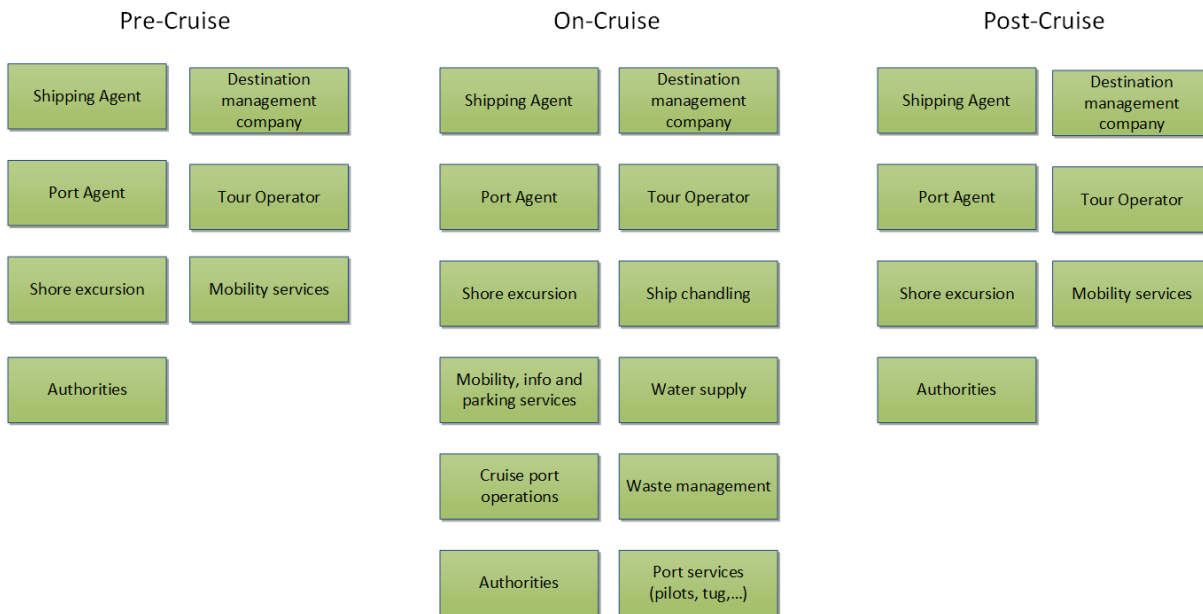 Pre-Cruise
Shipping Agent
Destination
management
company
Port Agent
Tour Operator
Shore excursion
Mobility services
Authorities
On-Cruise
Shipping Agent
Destination
management
company
Port Agent
Tour Operator
Shore excursion
Ship chandling
Mobility, info and
parking services
Water supply
Cruise port
operations
Waste management
Authorities
Port services
(pilots, tug,...)
Post-Cruise
Shipping Agent
Destination
management
company
Port Agent
Tour Operator
Shore excursion
Mobility services
Authorities